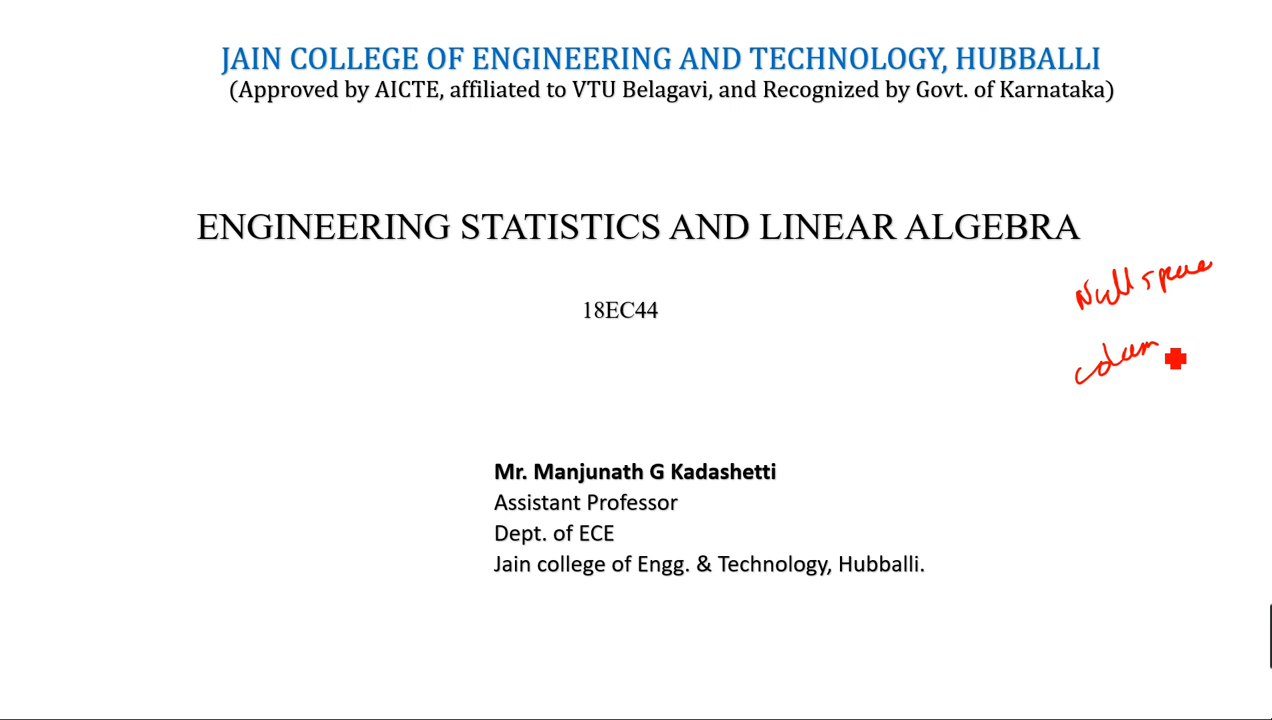 JAIN COLLEGE OF ENGINEERING AND TECHNOLOGY, HUBBALLI
(Approved by AICTE, affiliated to VTU Belagavi, and Recognized by Govt. of Karnataka)
ENGINEERING STATISTICS AND LINEAR ALGEBRA
Null space
18EC44
colum
Mr. Manjunath G Kadashetti
Assistant Professor
Dept. of ECE
Jain college of Engg. & Technology, Hubballi.